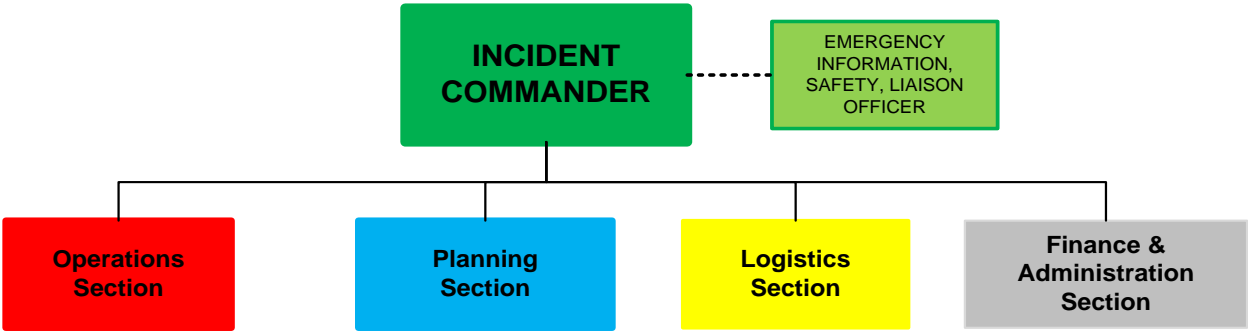 INCIDENT
COMMANDER
EMERGENCY
INFORMATION,
SAFETY, LIAISON
OFFICER
Operations
Section
Planning
Section
Logistics
Section
Finance &
Administration
Section